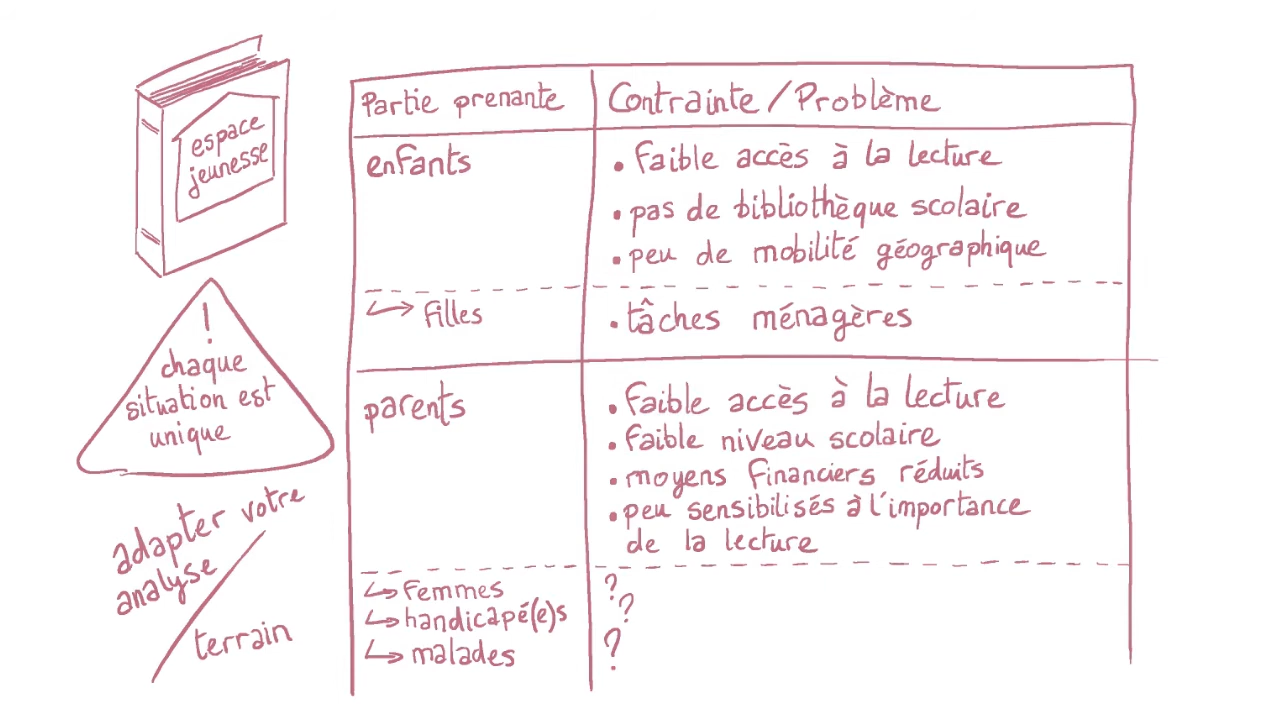 espace
jeunesse
!
chaque
situation est
unique
adapter votre
analyse
terrain
Partie prenante
Contrainte / Problème
enfants
• faible accès à la lecture
• pas de bibliothèque scolaire
• peu de mobilité géographique
↳ filles
• tâches ménagères
parents
• faible accès à la lecture
• faible niveau scolaire
• moyens financiers réduits
• peu sensibilisés à l'importance
de la lecture
↳ femmes
?
↳ handicapé(e)s
?
↳ malades
?